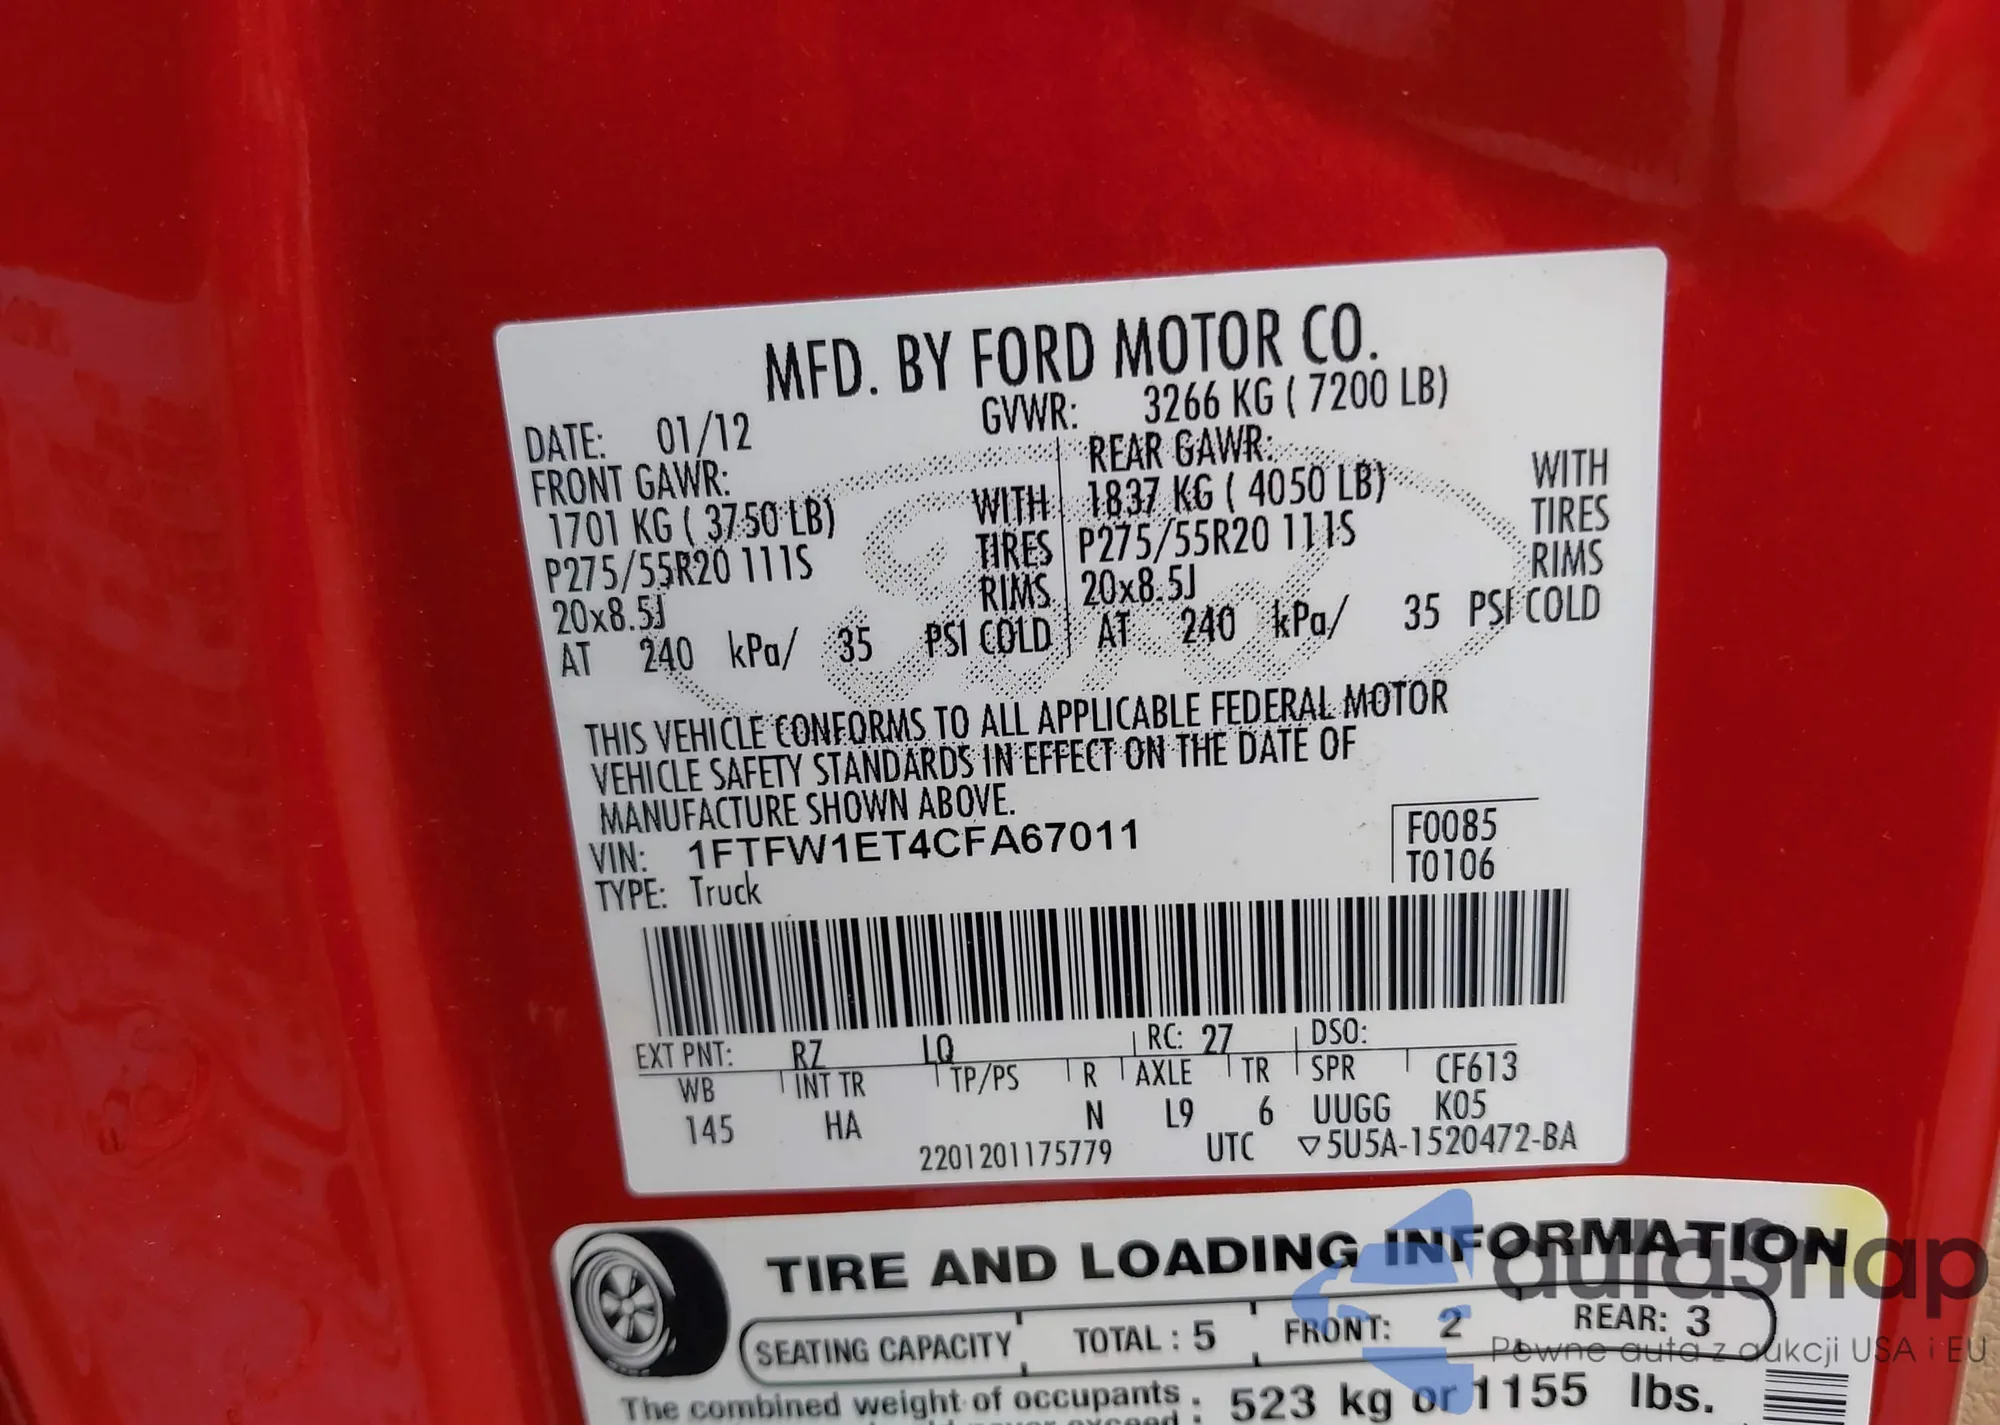 MFD. BY FORD MOTOR CO.
DATE: 01/12 GVWR: 3266 KG ( 7200 LB)
FRONT GAWR: REAR GAWR:
1701 KG ( 3750 LB) WITH 1837 KG ( 4050 LB) WITH
P275/55R20 111S TIRES P275/55R20 111S TIRES
20x8.5J RIMS 20x8.5J RIMS
AT 240 kPa/ 35 PSI COLD AT 240 kPa/ 35 PSI COLD
Ford
THIS VEHICLE CONFORMS TO ALL APPLICABLE FEDERAL MOTOR
VEHICLE SAFETY STANDARDS IN EFFECT ON THE DATE OF
MANUFACTURE SHOWN ABOVE.
VIN: 1FTFW1ET4CFA67011 F0085
TYPE: Truck T0106
EXT PNT: RZ LQ RC: 27 DSO:
WB INT TR TP/PS R AXLE TR SPR CF613
145 HA N L9 6 UUGG K05
2201201175779 UTC ▽5U5A-1520472-BA
TIRE AND LOADING INFORMATION
SEATING CAPACITY TOTAL : 5 FRONT: 2 REAR: 3
The combined weight of occupants : 523 kg or 1155 lbs.
exceed :
aurasnap
Pewne auta z aukcji USA i EU